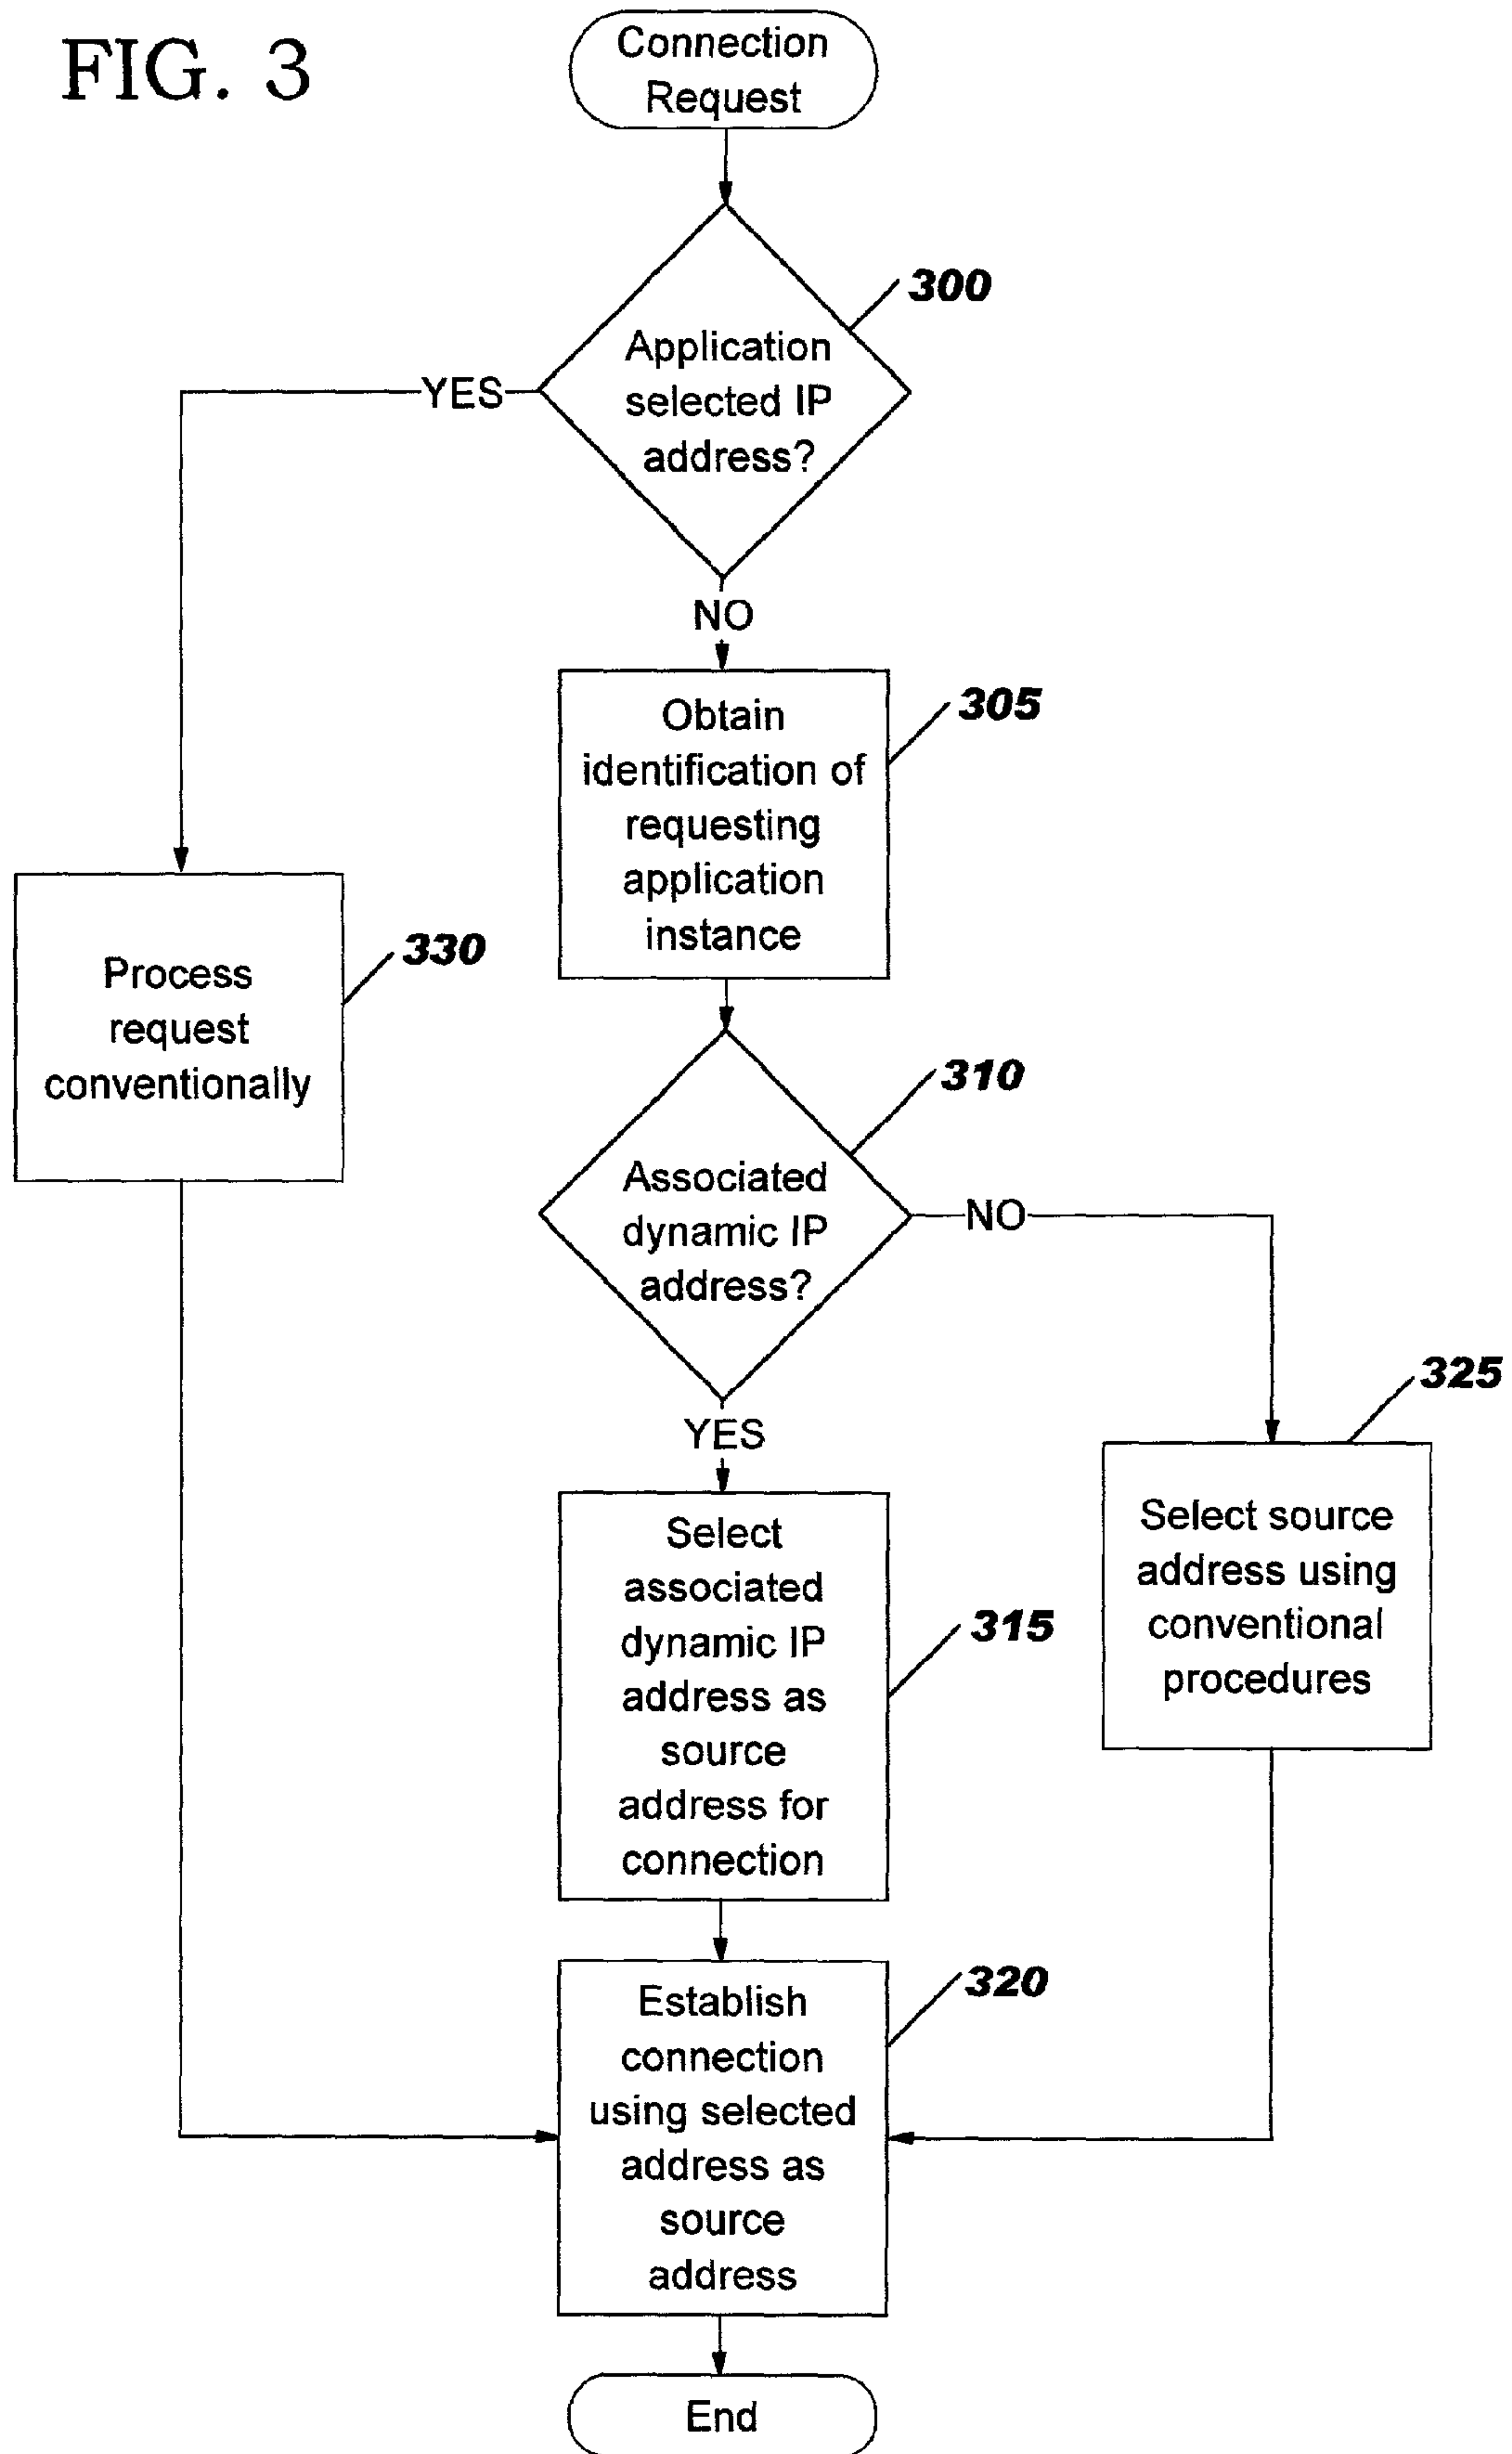 FIG. 3
Connection
Request
300
Application
selected IP
address?
YES
NO
305
Obtain
identification of
requesting
application
instance
330
Process
request
conventionally
310
Associated
dynamic IP
address?
NO
YES
325
Select source
address using
conventional
procedures
315
Select
associated
dynamic IP
address as
source
address for
connection
320
Establish
connection
using selected
address as
source
address
End